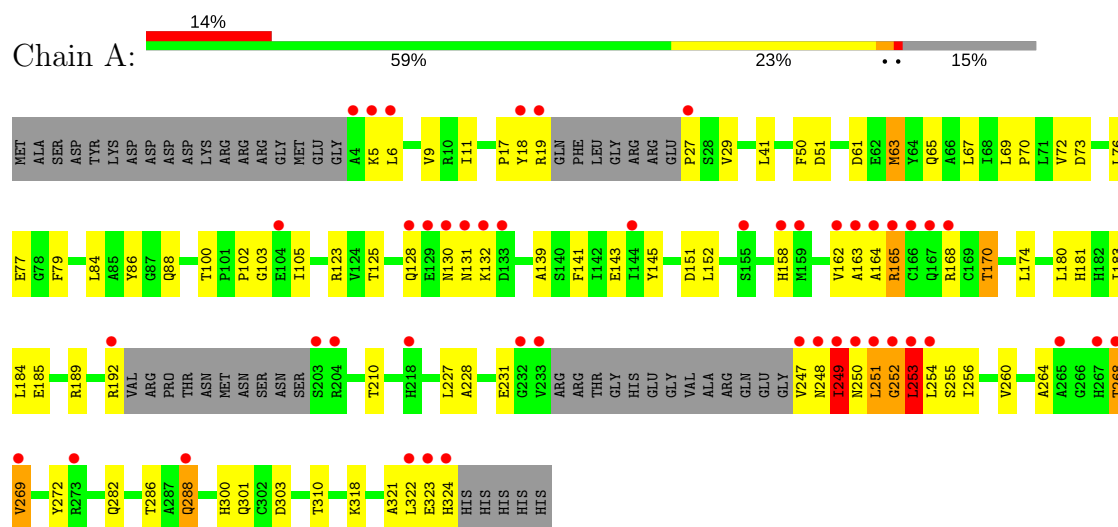 14%
Chain A:
59% 23% • • 15%
MET ALA SER ASP TYR LYS ASP ASP ASP ASP LYS ARG ARG ARG GLY MET GLU GLY A4 K5 L6 V9 R10 I11 P17 Y18 R19 GLN PHE LEU GLY ARG ARG GLU P27 S28 V29 L41 F50 D51 D61 E62 M63 Y64 Q65 A66 L67 I68 L69 P70 L71 V72 D73 L76
E77 G78 F79 L84 A85 Y86 G87 Q88 T100 P101 P102 G103 E104 I105 R123 V124 T125 Q128 E129 N130 N131 K132 D133 A139 S140 F141 I142 E143 I144 Y145 D151 L152 S155 H158 M159 V162 A163 A164 R165 C166 Q167 R168 C169 T170 L174 L180 H181 H182 I183
L184 E185 R189 R192 VAL ARG PRO THR ASN MET ASN SER ASN SER S203 R204 T210 H218 L227 A228 E231 G232 V233 ARG ARG THR GLY HIS GLU GLY VAL ALA ARG GLN GLU GLY V247 N248 I249 N250 L251 G252 L253 L254 S255 I256 V260 A264 A265 G266 H267 T268
V269 Y272 R273 Q282 T286 A287 Q288 H300 Q301 C302 D303 T310 K318 A321 L322 E323 H324 HIS HIS HIS HIS HIS